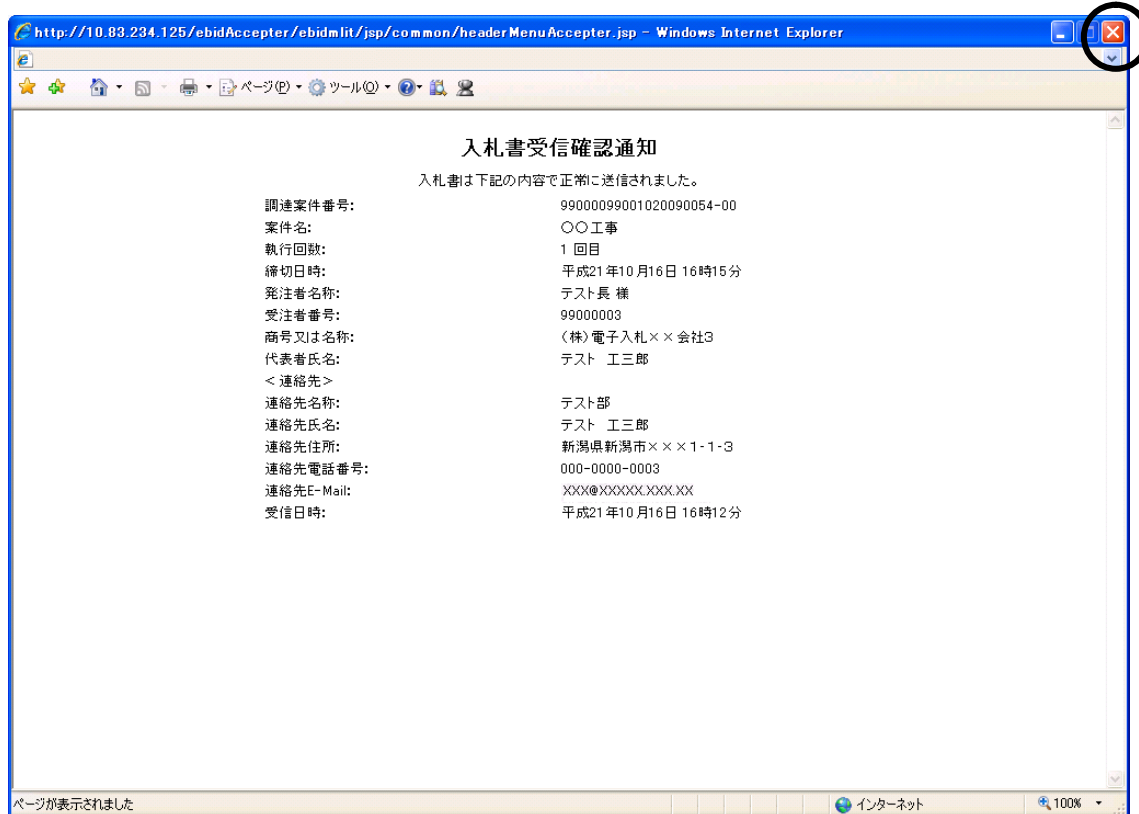 http://10.83.234.125/ebidAccepter/ebidmlit/jsp/common/headerMenuAccepter.jsp - Windows Internet Explorer
ページ(P) ツール(O)
入札書受信確認通知
入札書は下記の内容で正常に送信されました。
調達案件番号: 99000099001020090054-00
案件名: 〇〇工事
執行回数: 1 回目
締切日時: 平成21年10月16日 16時15分
発注者名称: テスト長 様
受注者番号: 99000003
商号又は名称: (株)電子入札××会社3
代表者氏名: テスト 工三郎
<連絡先>
連絡先名称: テスト部
連絡先氏名: テスト 工三郎
連絡先住所: 新潟県新潟市×××1-1-3
連絡先電話番号: 000-0000-0003
連絡先E-Mail: XXX@XXXXX.XXX.XX
受信日時: 平成21年10月16日 16時12分
ページが表示されました インターネット 100%